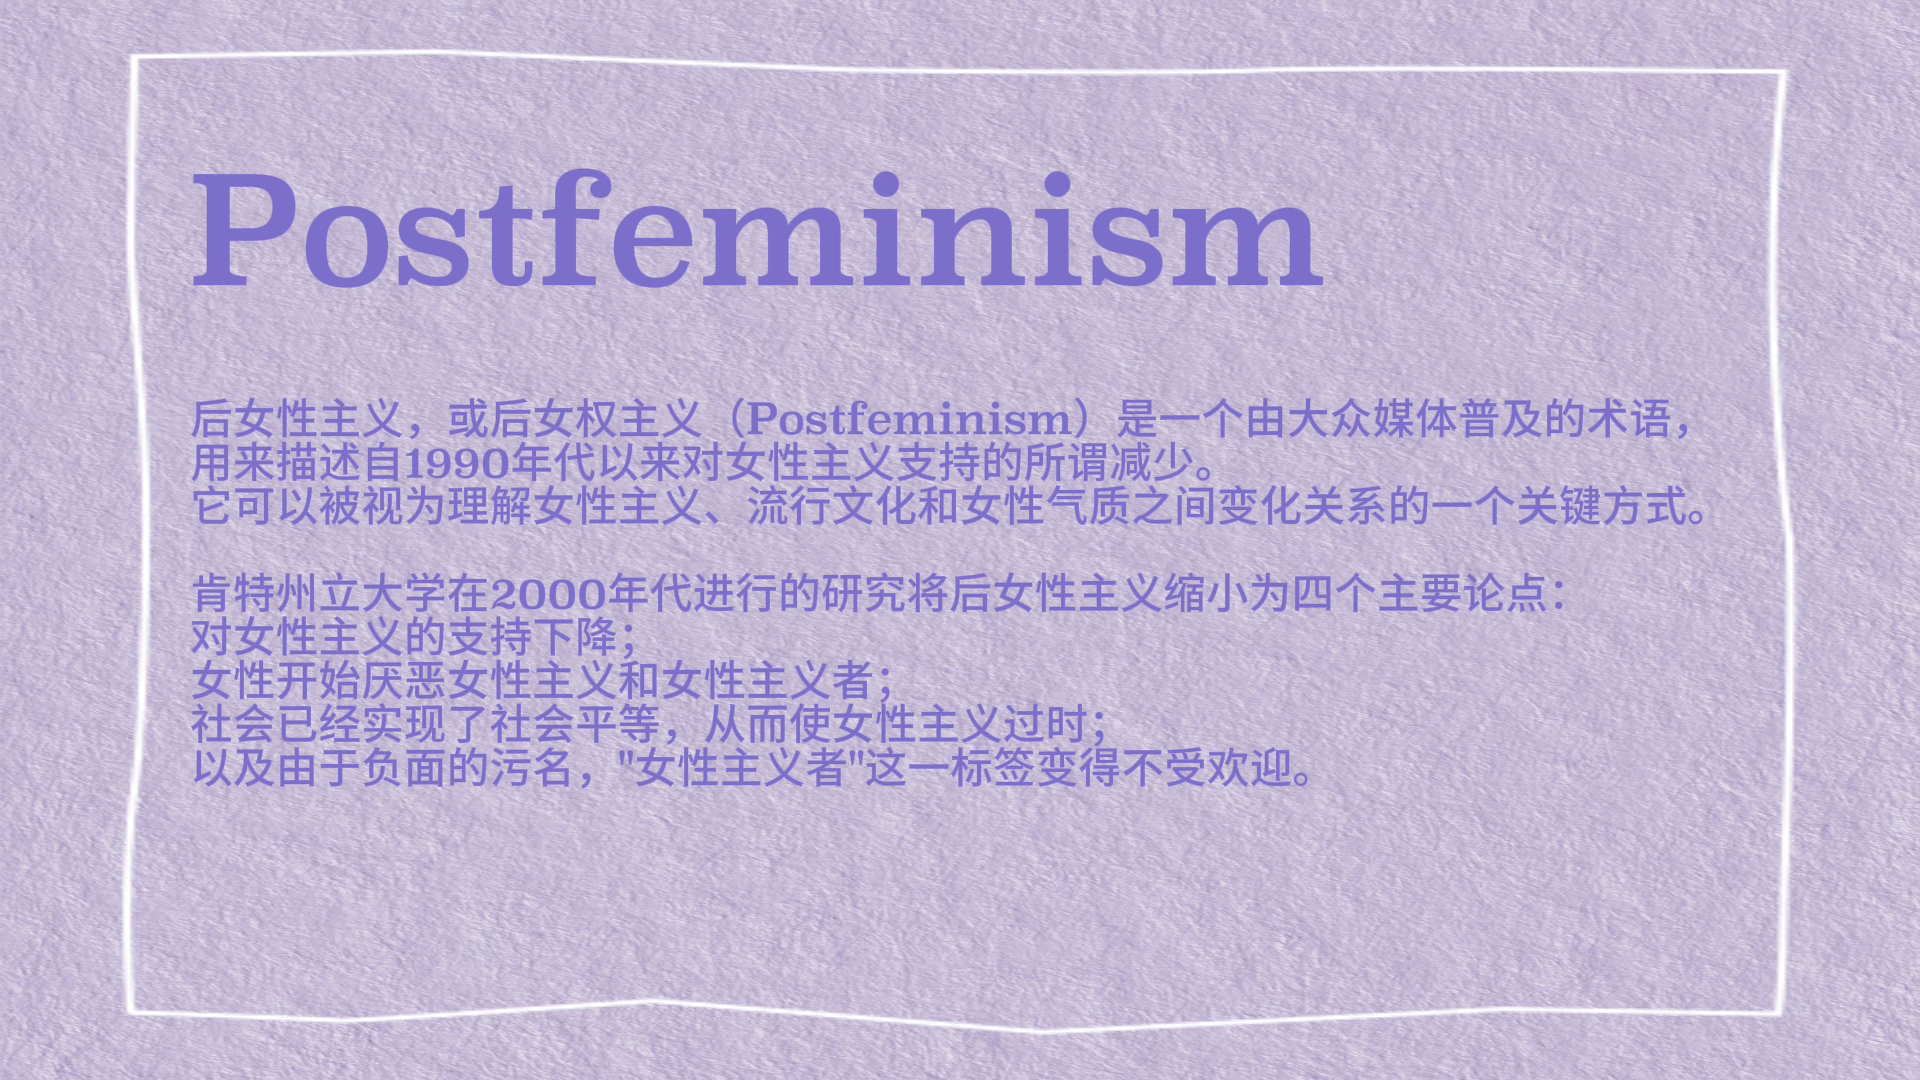 Postfeminism
后女性主义，或后女权主义（Postfeminism）是一个由大众媒体普及的术语，
用来描述自1990年代以来对女性主义支持的所谓减少。
它可以被视为理解女性主义、流行文化和女性气质之间变化关系的一个关键方式。
肯特州立大学在2000年代进行的研究将后女性主义缩小为四个主要论点：
对女性主义的支持下降；
女性开始厌恶女性主义和女性主义者；
社会已经实现了社会平等，从而使女性主义过时；
以及由于负面的污名，"女性主义者"这一标签变得不受欢迎。